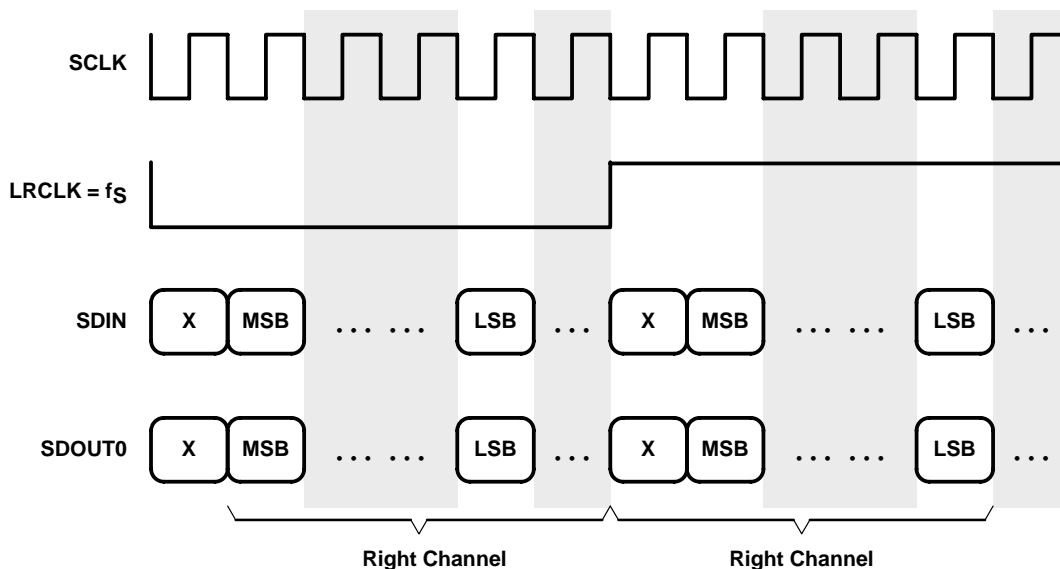 SCLK
LRCLK = fS
SDIN X MSB ... ... LSB ... X MSB ... ... LSB ...
SDOUT0 X MSB ... ... LSB ... X MSB ... ... LSB ...
Right Channel Right Channel